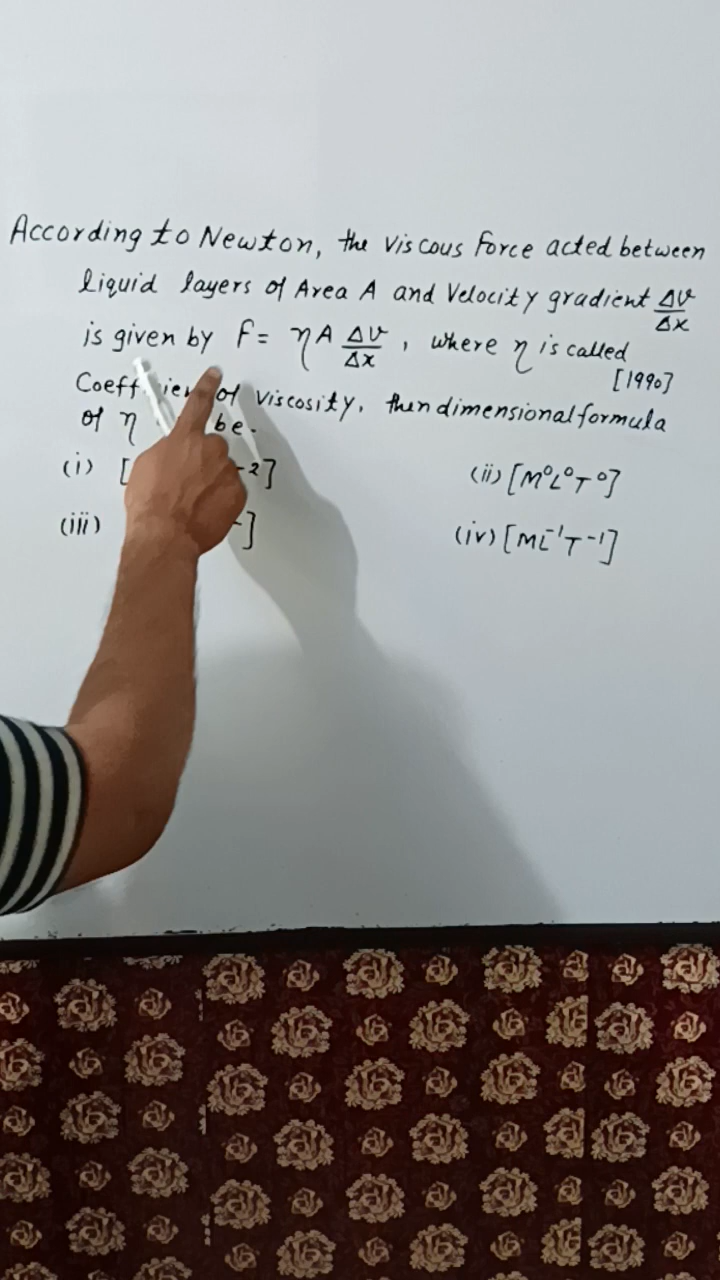 According to Newton, the viscous force acted between
liquid layers of Area A and Velocity gradient Δv/Δx
is given by F = ηA Δv/Δx, where η is called
[1990]
of viscosity, then dimensional formula
of η be.
(i) [ -2] (ii) [M⁰L⁰T⁰]
(iii) ] (iv) [ML⁻¹T⁻¹]